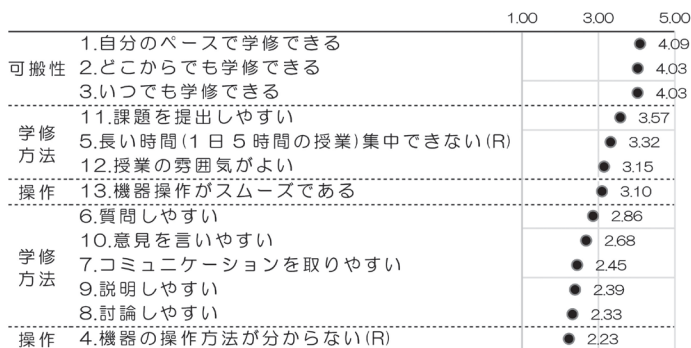 1.00 3.00 5.00
1.自分のペースで学修できる 4.09
可搬性 2.どこからでも学修できる 4.03
3.いつでも学修できる 4.03
11.課題を提出しやすい 3.57
学修方法 5.長い時間(1日5時間の授業)集中できない(R) 3.32
12.授業の雰囲気がよい 3.15
操作 13.機器操作がスムーズである 3.10
6.質問しやすい 2.86
10.意見を言いやすい 2.68
学修方法 7.コミュニケーションを取りやすい 2.45
9.説明しやすい 2.39
8.討論しやすい 2.33
操作 4.機器の操作方法が分からない(R) 2.23